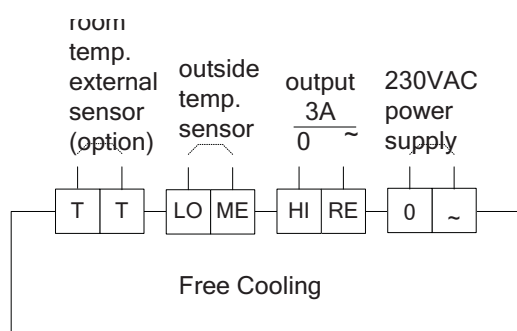 room
temp.
external
sensor
(option)
outside
temp.
sensor
output
3A
0 ~
230VAC
power
supply
T T LO ME HI RE 0 ~
Free Cooling